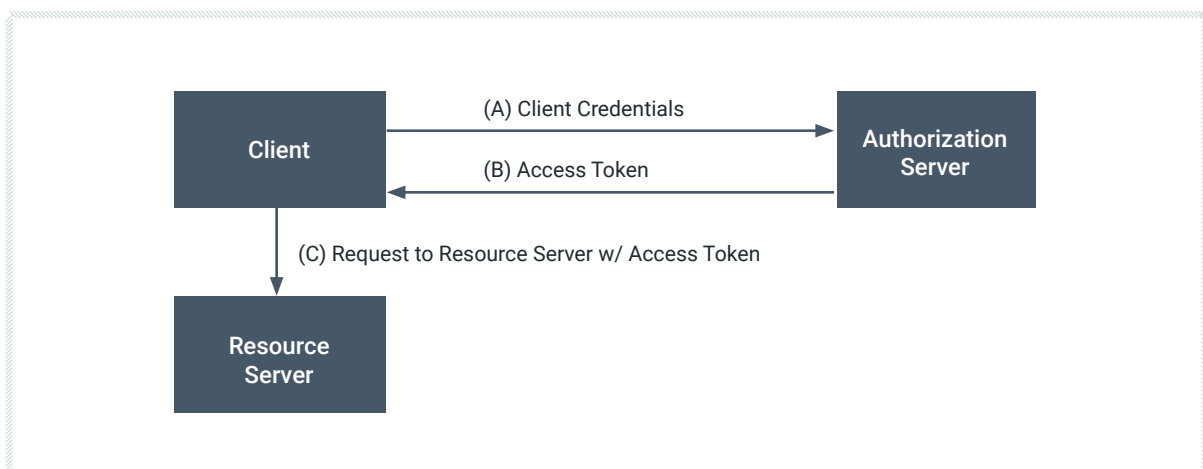 (A) Client Credentials
Client
Authorization
Server
(B) Access Token
(C) Request to Resource Server w/ Access Token
Resource
Server